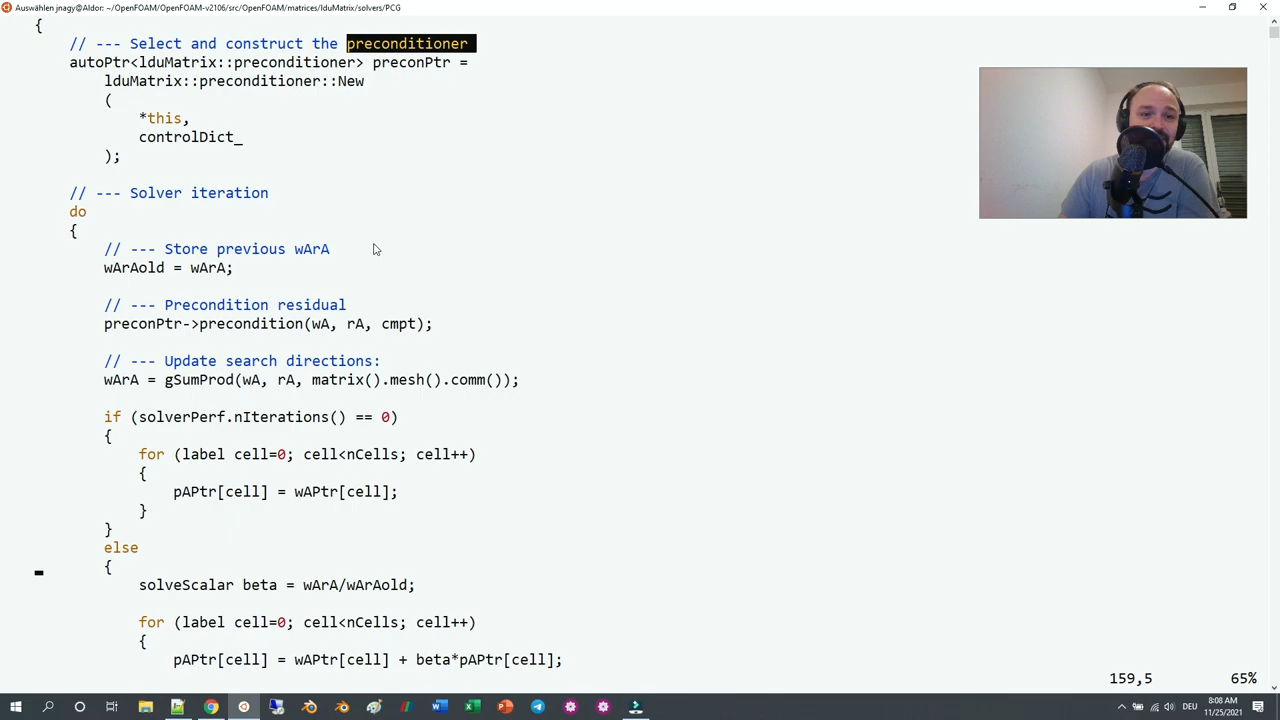 Auswählen jnagy@Aldor: ~/OpenFOAM/OpenFOAM-v2106/src/OpenFOAM/matrices/lduMatrix/solvers/PCG
{
// --- Select and construct the preconditioner
autoPtr<lduMatrix::preconditioner> preconPtr =
lduMatrix::preconditioner::New
(
*this,
controlDict_
);
// --- Solver iteration
do
{
// --- Store previous wArA
wArAold = wArA;
// --- Precondition residual
preconPtr->precondition(wA, rA, cmpt);
// --- Update search directions:
wArA = gSumProd(wA, rA, matrix().mesh().comm());
if (solverPerf.nIterations() == 0)
{
for (label cell=0; cell<nCells; cell++)
{
pAPtr[cell] = wAPtr[cell];
}
}
else
{
solveScalar beta = wArA/wArAold;
for (label cell=0; cell<nCells; cell++)
{
pAPtr[cell] = wAPtr[cell] + beta*pAPtr[cell];
159,5 65%
DEU
8:08 AM
11/25/2021